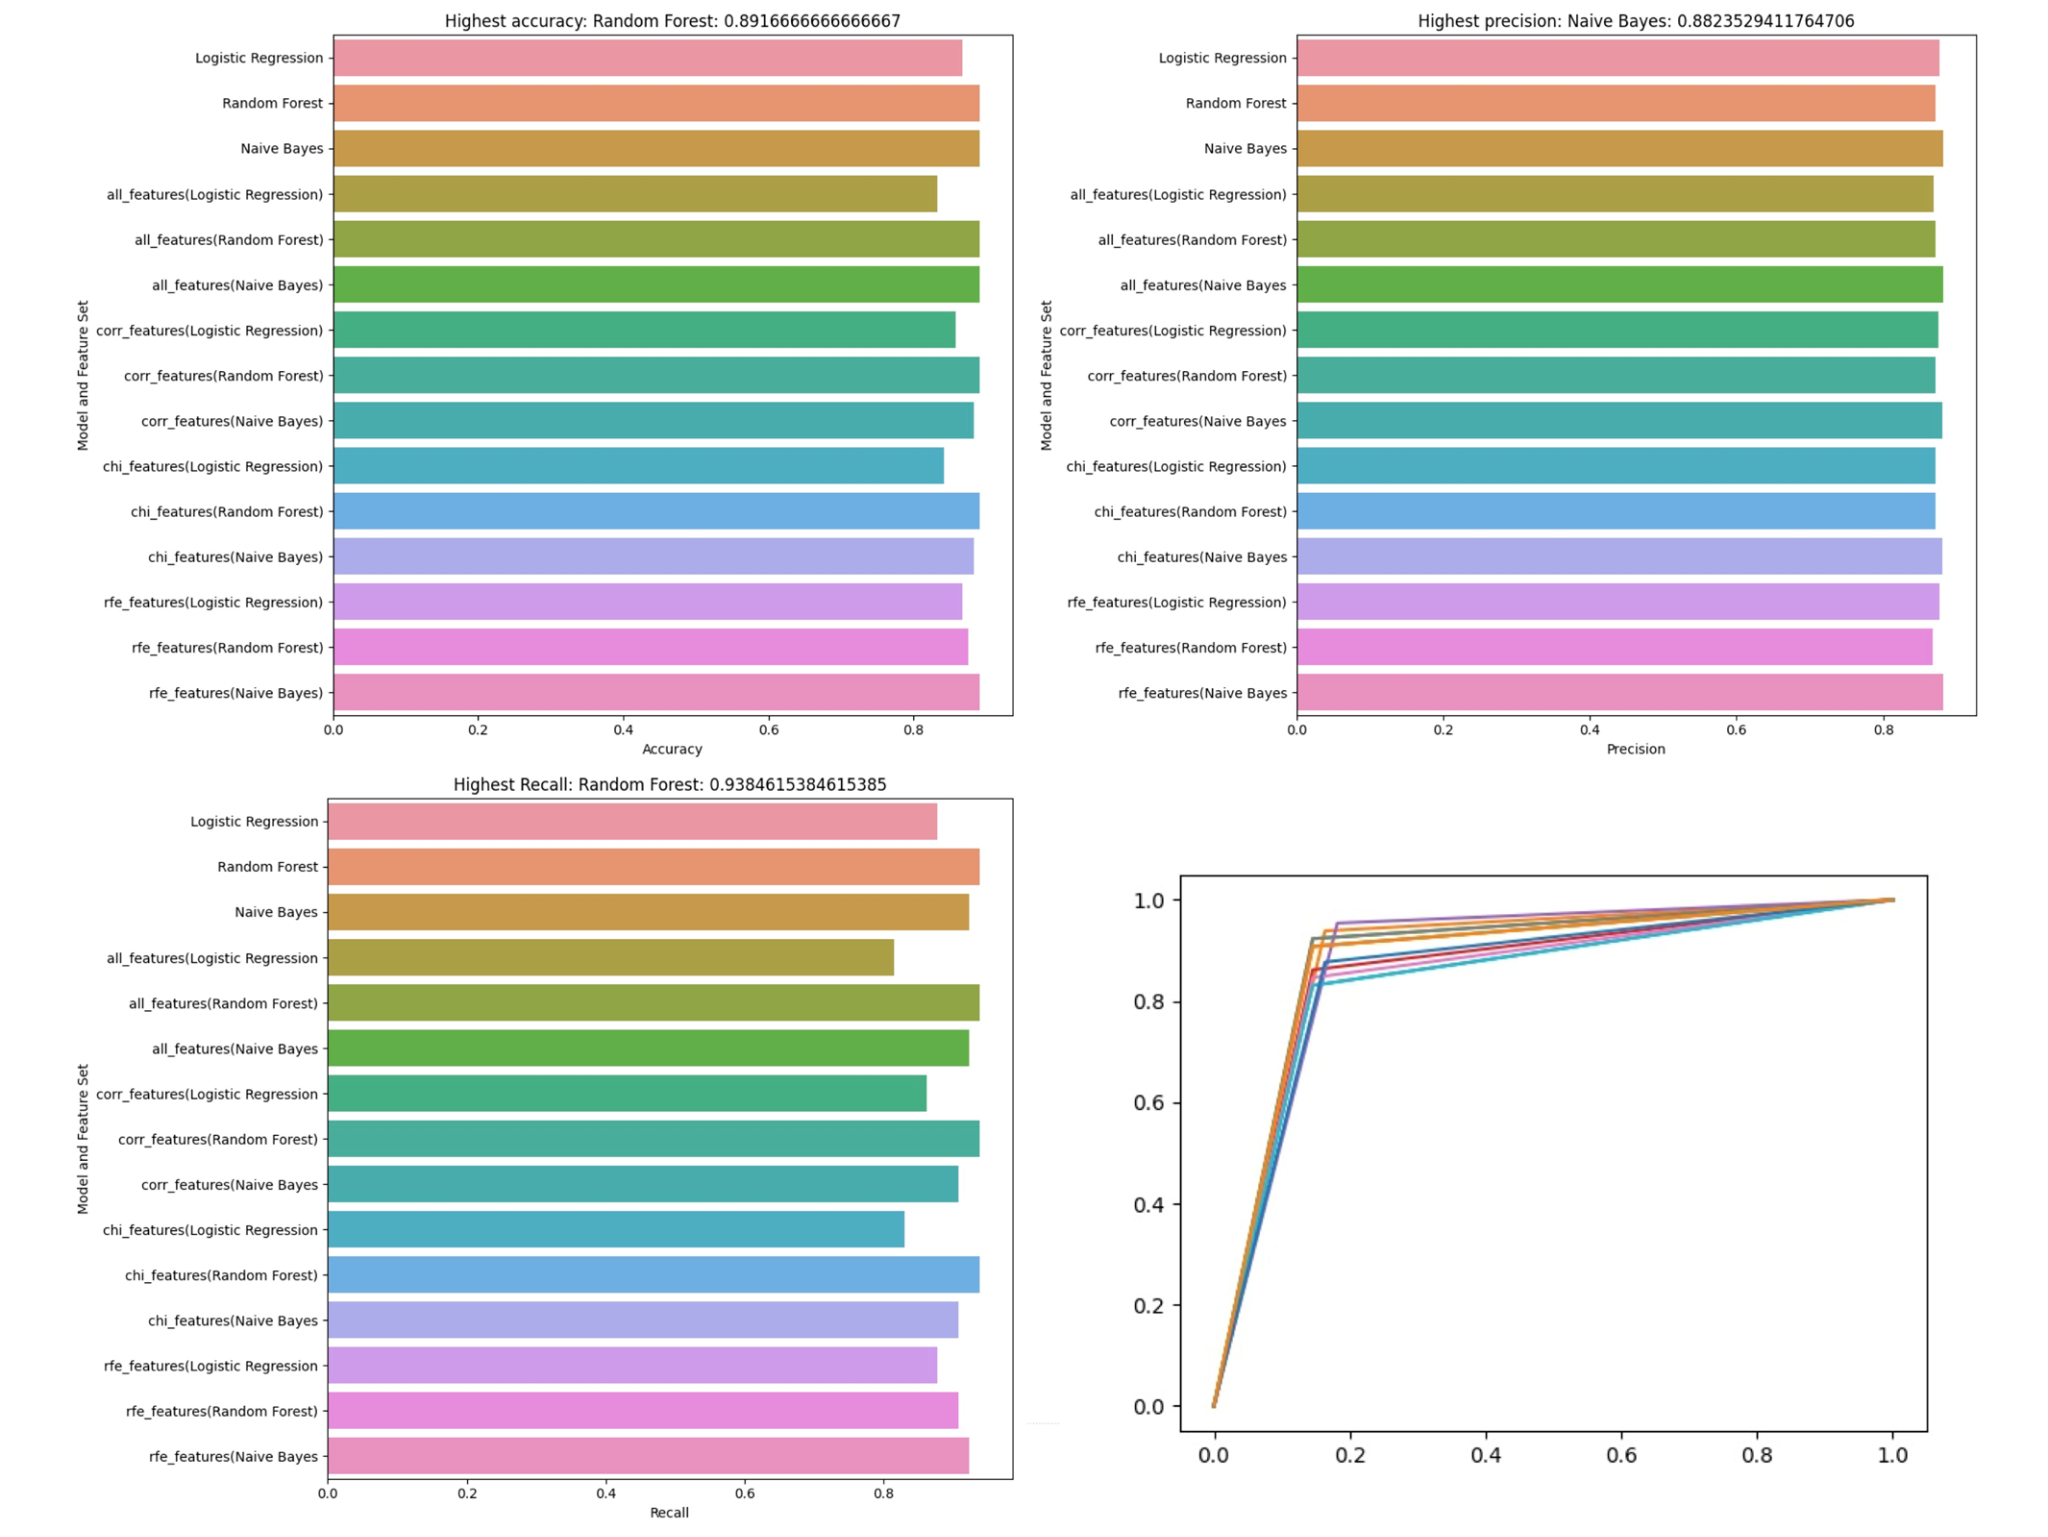 Highest accuracy: Random Forest: 0.8916666666666667
Model and Feature Set
Logistic Regression
Random Forest
Naive Bayes
all_features(Logistic Regression)
all_features(Random Forest)
all_features(Naive Bayes)
corr_features(Logistic Regression)
corr_features(Random Forest)
corr_features(Naive Bayes)
chi_features(Logistic Regression)
chi_features(Random Forest)
chi_features(Naive Bayes)
rfe_features(Logistic Regression)
rfe_features(Random Forest)
rfe_features(Naive Bayes)
0.0 0.2 0.4 0.6 0.8
Accuracy
Highest precision: Naive Bayes: 0.8823529411764706
Model and Feature Set
Logistic Regression
Random Forest
Naive Bayes
all_features(Logistic Regression)
all_features(Random Forest)
all_features(Naive Bayes
corr_features(Logistic Regression)
corr_features(Random Forest)
corr_features(Naive Bayes
chi_features(Logistic Regression)
chi_features(Random Forest)
chi_features(Naive Bayes
rfe_features(Logistic Regression)
rfe_features(Random Forest)
rfe_features(Naive Bayes
0.0 0.2 0.4 0.6 0.8
Precision
Highest Recall: Random Forest: 0.9384615384615385
Model and Feature Set
Logistic Regression
Random Forest
Naive Bayes
all_features(Logistic Regression
all_features(Random Forest)
all_features(Naive Bayes
corr_features(Logistic Regression
corr_features(Random Forest)
corr_features(Naive Bayes
chi_features(Logistic Regression
chi_features(Random Forest)
chi_features(Naive Bayes
rfe_features(Logistic Regression
rfe_features(Random Forest)
rfe_features(Naive Bayes
0.0 0.2 0.4 0.6 0.8
Recall
1.0
0.8
0.6
0.4
0.2
0.0
0.0 0.2 0.4 0.6 0.8 1.0